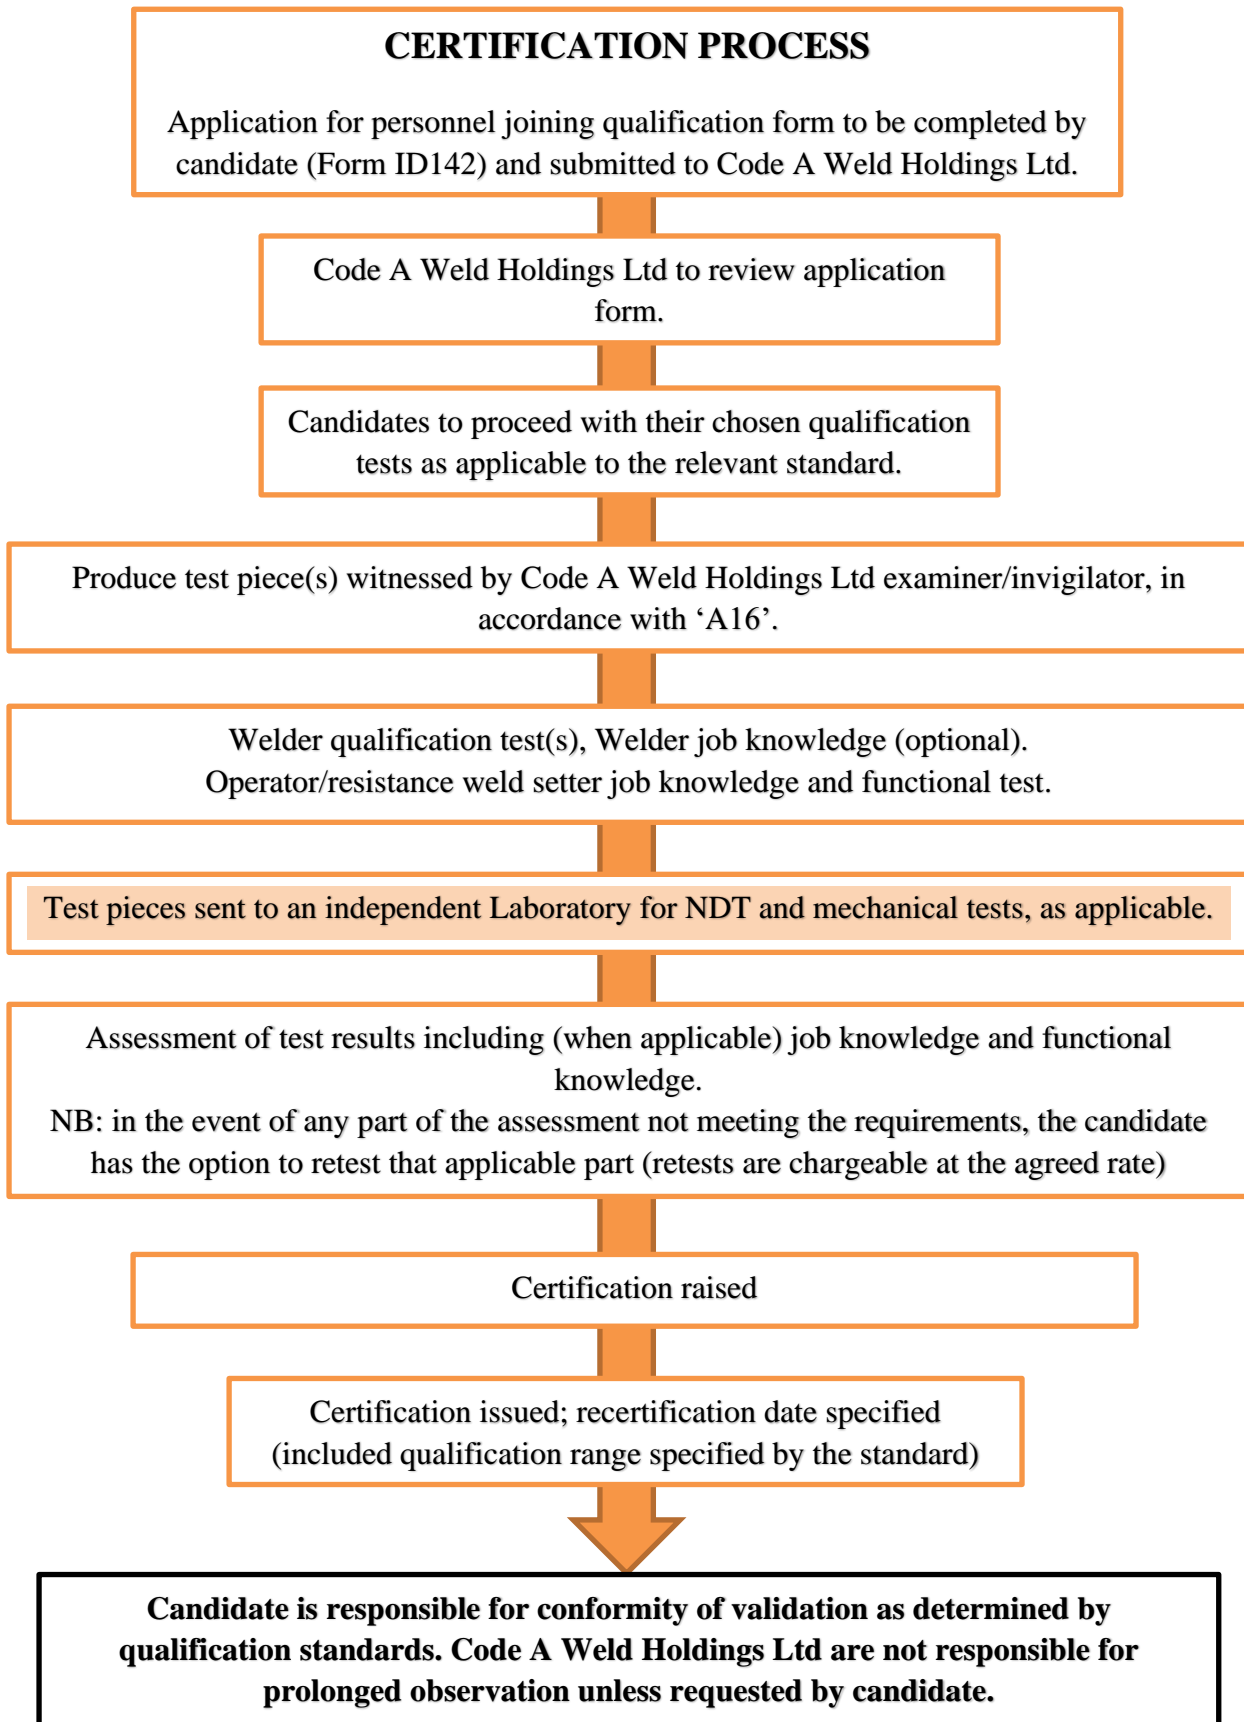 CERTIFICATION PROCESS
Application for personnel joining qualification form to be completed by
candidate (Form ID142) and submitted to Code A Weld Holdings Ltd.
Code A Weld Holdings Ltd to review application
form.
Candidates to proceed with their chosen qualification
tests as applicable to the relevant standard.
Produce test piece(s) witnessed by Code A Weld Holdings Ltd examiner/invigilator, in
accordance with ‘A16’.
Welder qualification test(s), Welder job knowledge (optional).
Operator/resistance weld setter job knowledge and functional test.
Test pieces sent to an independent Laboratory for NDT and mechanical tests, as applicable.
Assessment of test results including (when applicable) job knowledge and functional
knowledge.
NB: in the event of any part of the assessment not meeting the requirements, the candidate
has the option to retest that applicable part (retests are chargeable at the agreed rate)
Certification raised
Certification issued; recertification date specified
(included qualification range specified by the standard)
Candidate is responsible for conformity of validation as determined by
qualification standards. Code A Weld Holdings Ltd are not responsible for
prolonged observation unless requested by candidate.